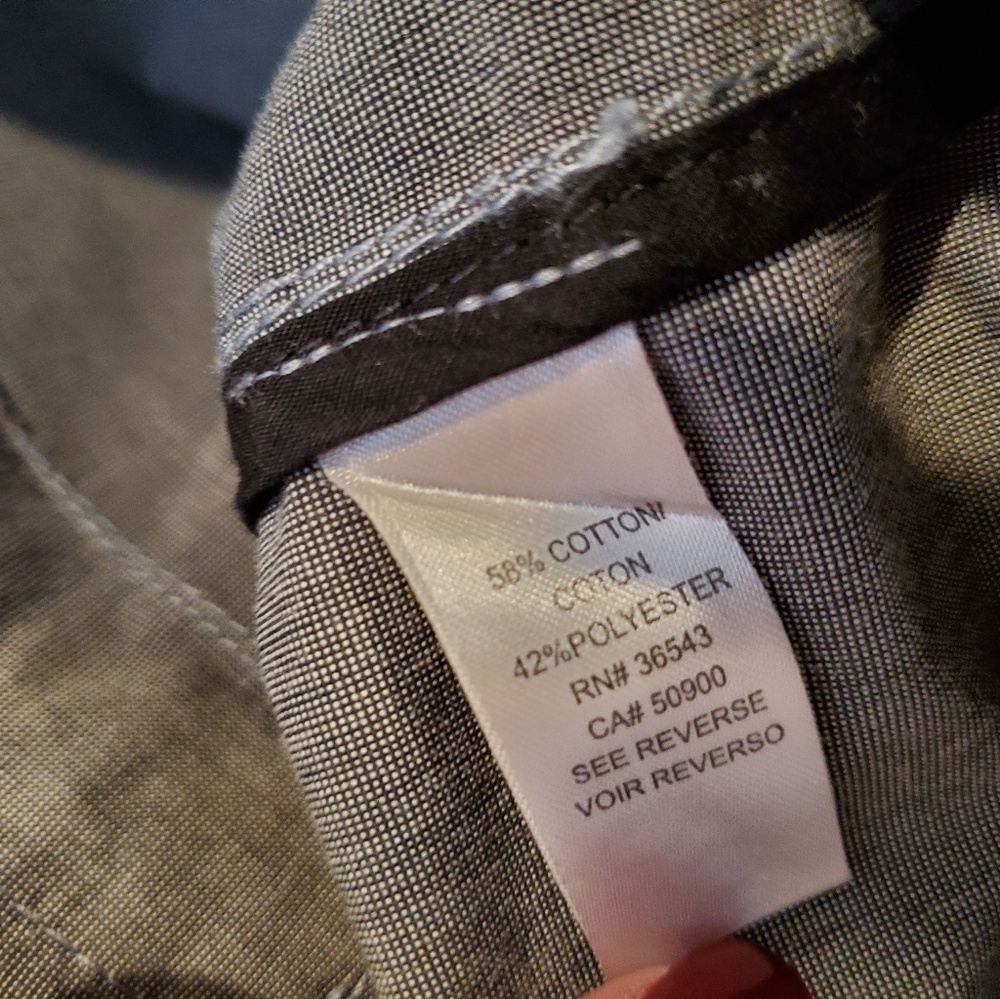 58% COTTON/
COTON
42%POLYESTER
RN# 36543
CA# 50900
SEE REVERSE
VOIR REVERSO